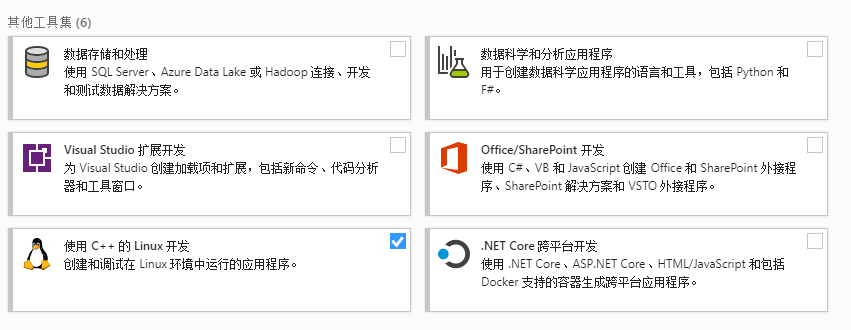 其他工具集 (6)
数据存储和处理
使用 SQL Server、Azure Data Lake 或 Hadoop 连接、开发
和测试数据解决方案。
数据科学和分析应用程序
用于创建数据科学应用程序的语言和工具，包括 Python 和
F#。
Visual Studio 扩展开发
为 Visual Studio 创建加载项和扩展，包括新命令、代码分析
器和工具窗口。
Office/SharePoint 开发
使用 C#、VB 和 JavaScript 创建 Office 和 SharePoint 外接程
序、SharePoint 解决方案和 VSTO 外接程序。
使用 C++ 的 Linux 开发
创建和调试在 Linux 环境中运行的应用程序。
.NET Core 跨平台开发
使用 .NET Core、ASP.NET Core、HTML/JavaScript 和包括
Docker 支持的容器生成跨平台应用程序。